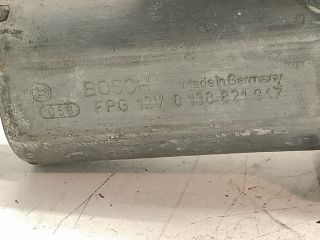 BOSCH Made in Germany
FPG 12V 0 130 821 947